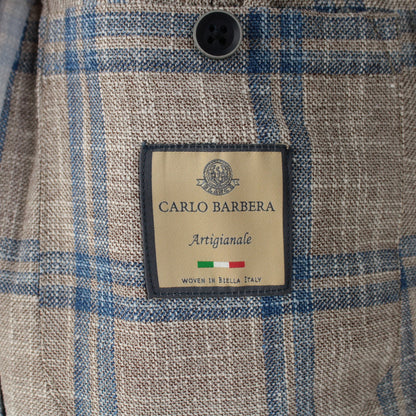 CARLO BARBERA
Artigianale
WOVEN IN BIELLA ITALY